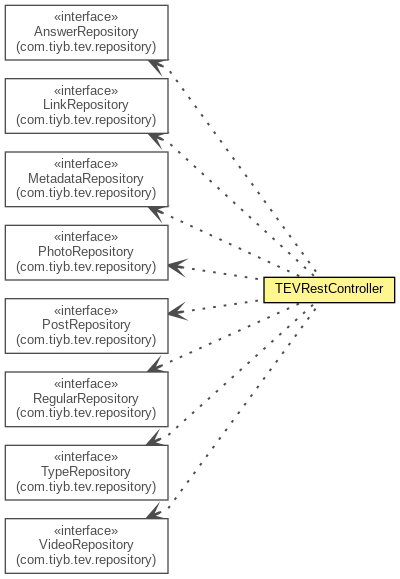 «interface»
AnswerRepository
(com.tiyb.tev.repository)
«interface»
LinkRepository
(com.tiyb.tev.repository)
«interface»
MetadataRepository
(com.tiyb.tev.repository)
«interface»
PhotoRepository
(com.tiyb.tev.repository)
TEVRestController
«interface»
PostRepository
(com.tiyb.tev.repository)
«interface»
RegularRepository
(com.tiyb.tev.repository)
«interface»
TypeRepository
(com.tiyb.tev.repository)
«interface»
VideoRepository
(com.tiyb.tev.repository)